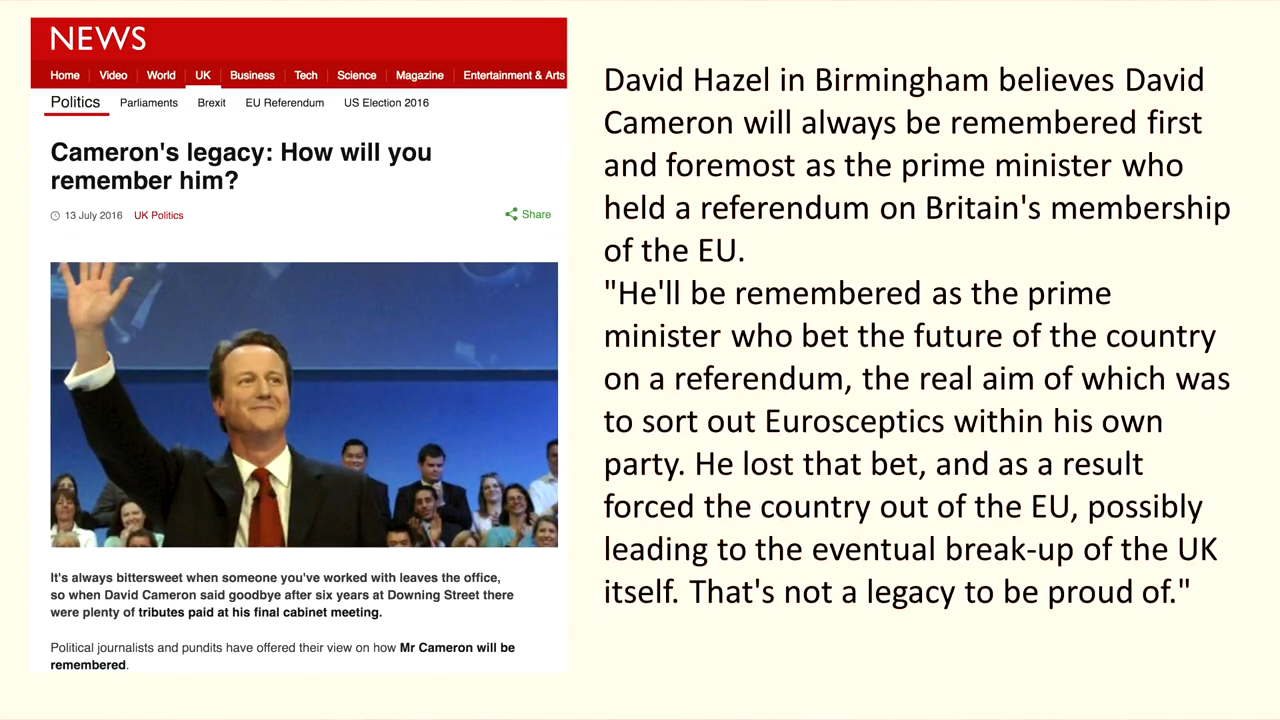 NEWS
Home Video World UK Business Tech Science Magazine Entertainment & Arts
Politics Parliaments Brexit EU Referendum US Election 2016
Cameron's legacy: How will you
remember him?
13 July 2016 UK Politics
Share
It's always bittersweet when someone you've worked with leaves the office,
so when David Cameron said goodbye after six years at Downing Street there
were plenty of tributes paid at his final cabinet meeting.
Political journalists and pundits have offered their view on how Mr Cameron will be
remembered.
David Hazel in Birmingham believes David
Cameron will always be remembered first
and foremost as the prime minister who
held a referendum on Britain's membership
of the EU.
"He'll be remembered as the prime
minister who bet the future of the country
on a referendum, the real aim of which was
to sort out Eurosceptics within his own
party. He lost that bet, and as a result
forced the country out of the EU, possibly
leading to the eventual break-up of the UK
itself. That's not a legacy to be proud of."